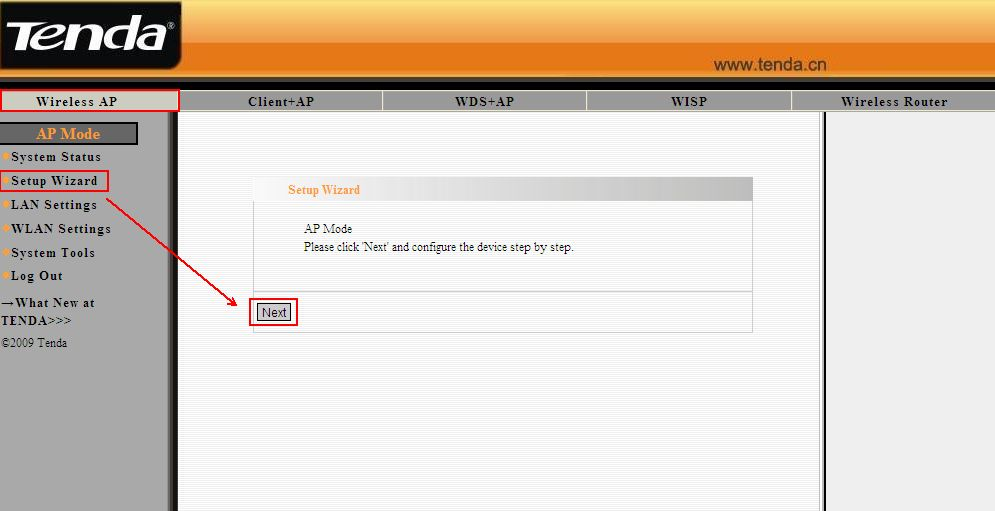 Tenda®
www.tenda.cn
Wireless AP
Client+AP
WDS+AP
WISP
Wireless Router
AP Mode
System Status
Setup Wizard
LAN Settings
WLAN Settings
System Tools
Log Out
→What New at
TENDA>>>
©2009 Tenda
Setup Wizard
AP Mode
Please click 'Next' and configure the device step by step.
Next